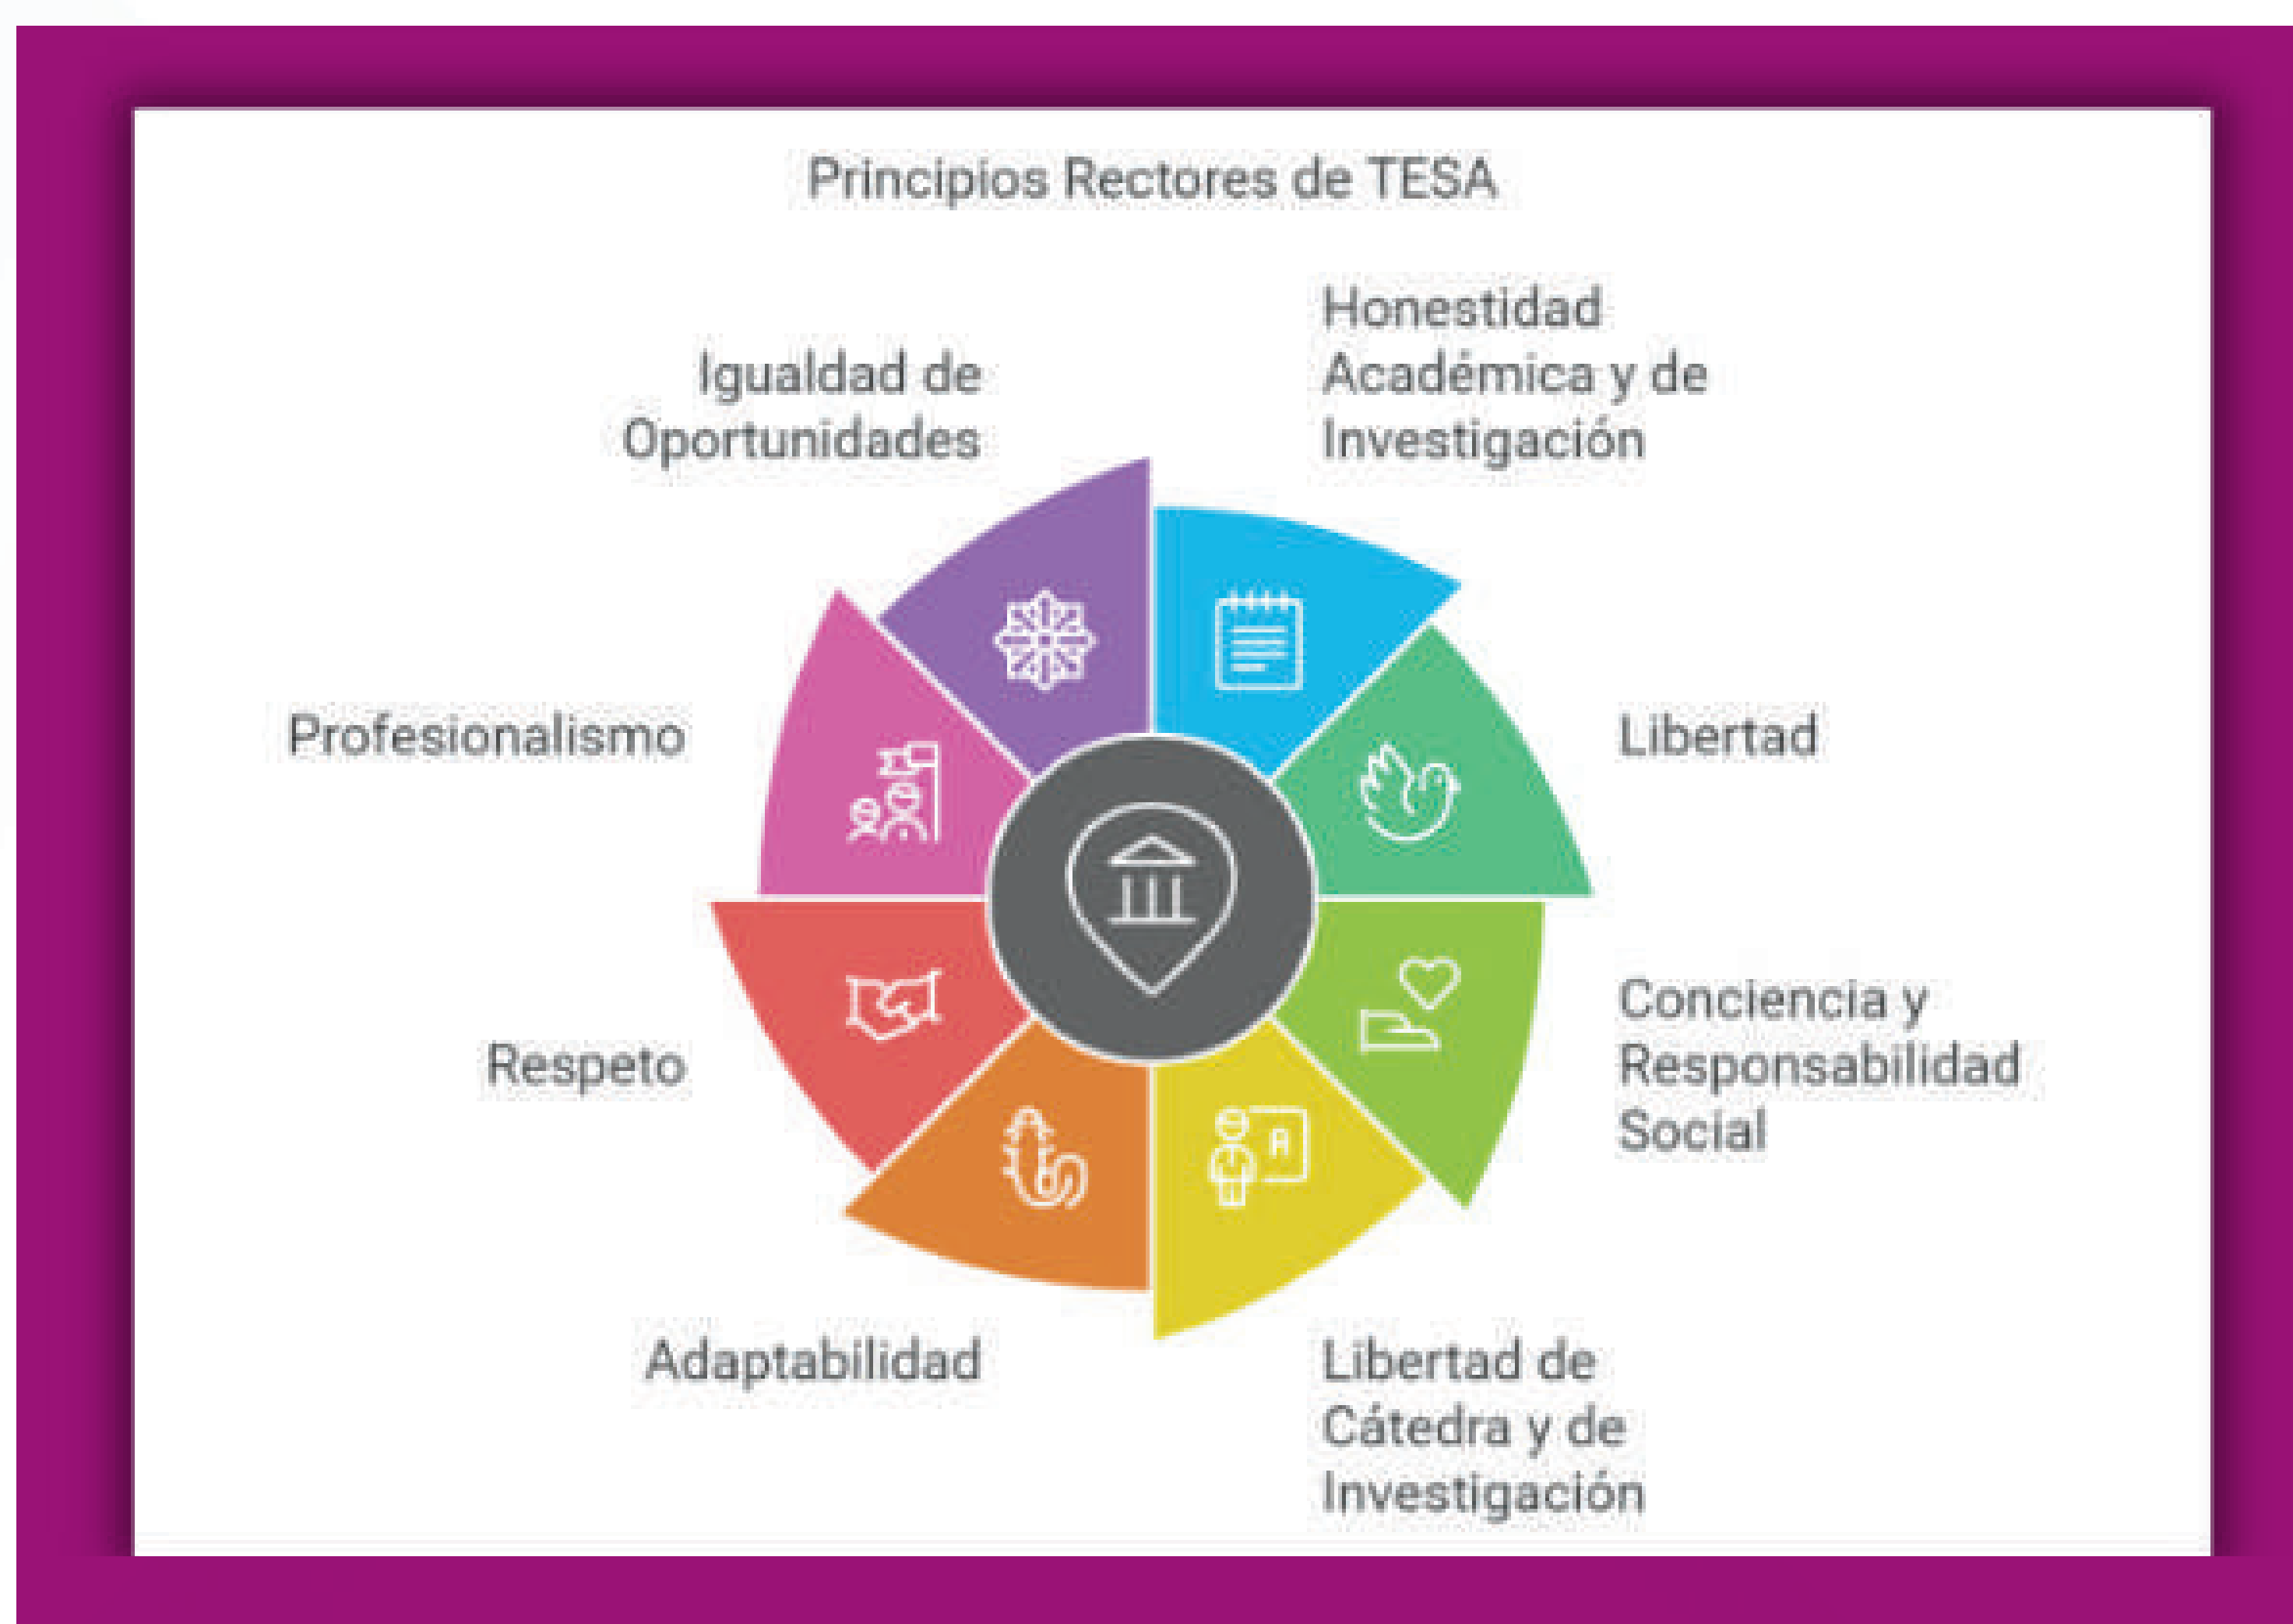 Principios Rectores de TESA
Honestidad
Académica y de
Investigación
Igualdad de
Oportunidades
Profesionalismo
Libertad
Conciencia y
Responsabilidad
Social
Respeto
Adaptabilidad
Libertad de
Cátedra y de
Investigación
A